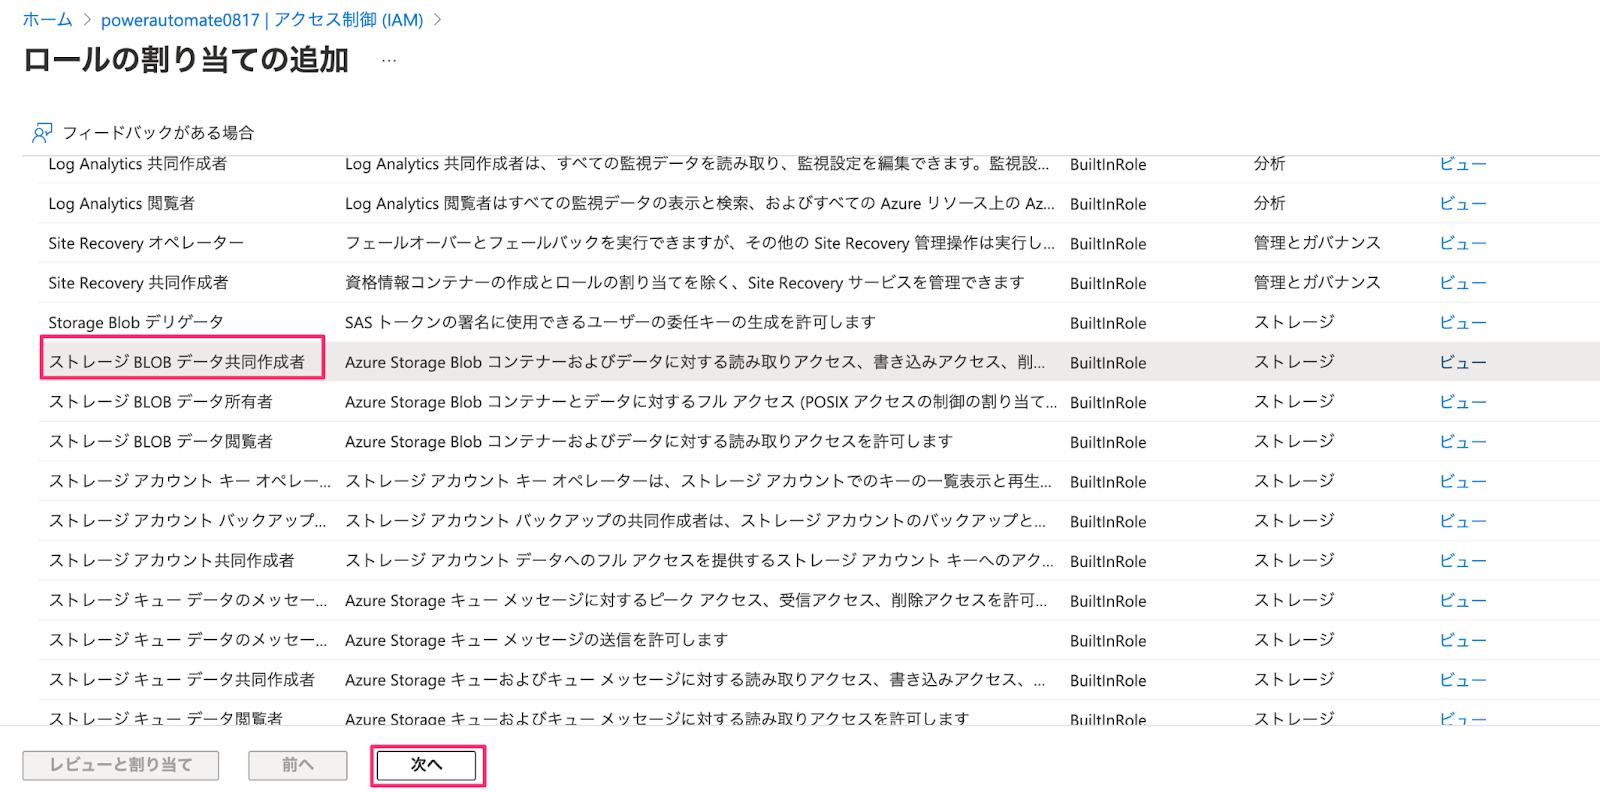 ホーム > powerautomate0817 | アクセス制御 (IAM) >
ロールの割り当ての追加 ...
フィードバックがある場合
Log Analytics 共同作成者 Log Analytics 共同作成者は、すべての監視データを読み取り、監視設定を編集できます。監視設... BuiltInRole 分析 ビュー
Log Analytics 閲覧者 Log Analytics 閲覧者はすべての監視データの表示と検索、およびすべての Azure リソース上の Az... BuiltInRole 分析 ビュー
Site Recovery オペレーター フェールオーバーとフェールバックを実行できますが、その他の Site Recovery 管理操作は実行し... BuiltInRole 管理とガバナンス ビュー
Site Recovery 共同作成者 資格情報コンテナーの作成とロールの割り当てを除く、Site Recovery サービスを管理できます BuiltInRole 管理とガバナンス ビュー
Storage Blob デリゲータ SAS トークンの署名に使用できるユーザーの委任キーの生成を許可します BuiltInRole ストレージ ビュー
ストレージ BLOB データ共同作成者 Azure Storage Blob コンテナーおよびデータに対する読み取りアクセス、書き込みアクセス、削... BuiltInRole ストレージ ビュー
ストレージ BLOB データ所有者 Azure Storage Blob コンテナーとデータに対するフル アクセス (POSIX アクセスの制御の割り当て... BuiltInRole ストレージ ビュー
ストレージ BLOB データ閲覧者 Azure Storage Blob コンテナーおよびデータに対する読み取りアクセスを許可します BuiltInRole ストレージ ビュー
ストレージ アカウント キー オペレー... ストレージ アカウント キー オペレーターは、ストレージ アカウントでのキーの一覧表示と再生... BuiltInRole ストレージ ビュー
ストレージ アカウント バックアップ... ストレージ アカウント バックアップの共同作成者は、ストレージ アカウントのバックアップと... BuiltInRole ストレージ ビュー
ストレージ アカウント共同作成者 ストレージ アカウント データへのフル アクセスを提供するストレージ アカウント キーへのアク... BuiltInRole ストレージ ビュー
ストレージ キュー データのメッセー... Azure Storage キュー メッセージに対するピーク アクセス、受信アクセス、削除アクセスを許可... BuiltInRole ストレージ ビュー
ストレージ キュー データのメッセー... Azure Storage キュー メッセージの送信を許可します BuiltInRole ストレージ ビュー
ストレージ キュー データ共同作成者 Azure Storage キューおよびキュー メッセージに対する読み取りアクセス、書き込みアクセス、... BuiltInRole ストレージ ビュー
ストレージ キュー データ閲覧者 Azure Storage キューおよびキュー メッセージに対する読み取りアクセスを許可します BuiltInRole ストレージ ビュー
レビューと割り当て 前へ 次へ